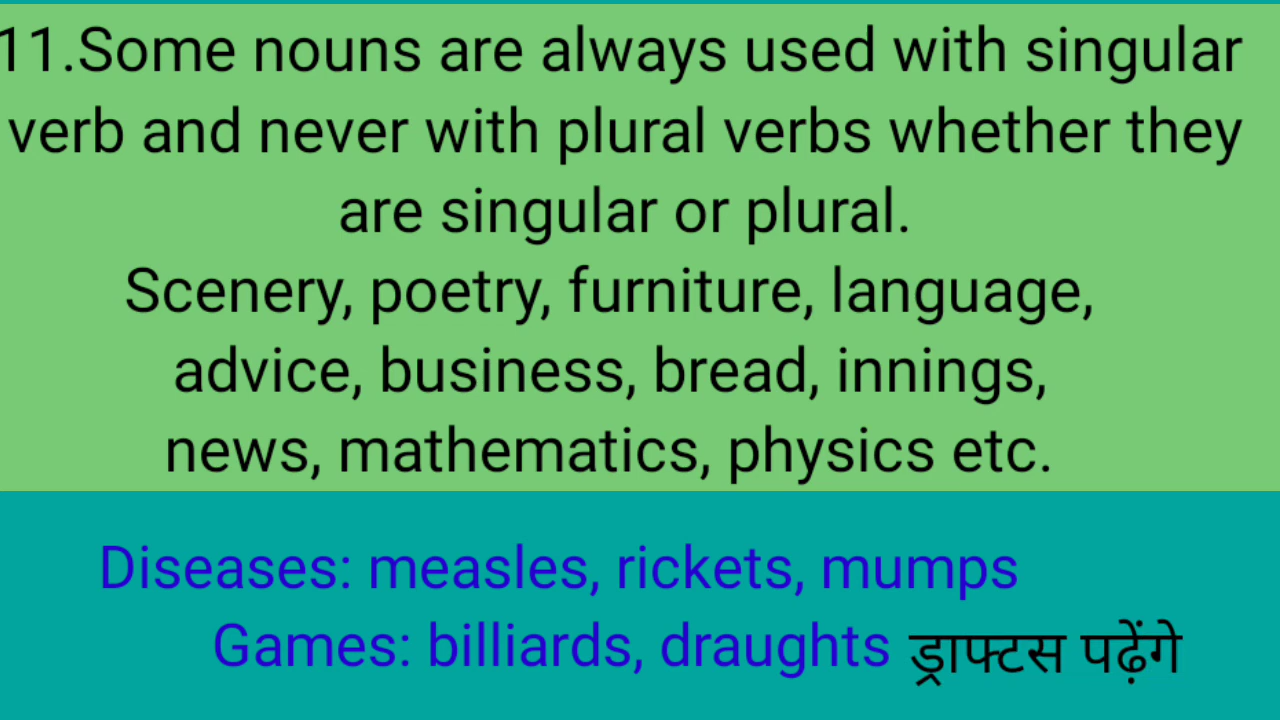 11.Some nouns are always used with singular
verb and never with plural verbs whether they
are singular or plural.
Scenery, poetry, furniture, language,
advice, business, bread, innings,
news, mathematics, physics etc.
Diseases: measles, rickets, mumps
Games: billiards, draughts ड्राफ्टस पढ़ेंगे